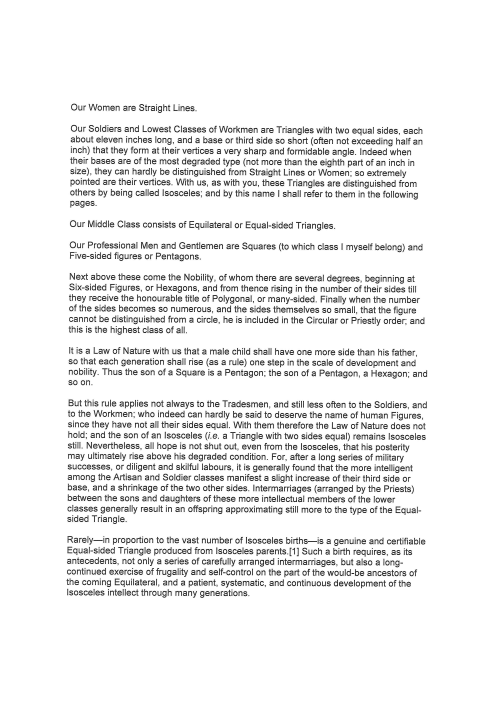 Our Women are Straight Lines.
Our Soldiers and Lowest Classes of Workmen are Triangles with two equal sides, each
about eleven inches long, and a base or third side so short (often not exceeding half an
inch) that they form at their vertices a very sharp and formidable angle. Indeed when
their bases are of the most degraded type (not more than the eighth part of an inch in
size), they can hardly be distinguished from Straight Lines or Women; so extremely
pointed are their vertices. With us, as with you, these Triangles are distinguished from
others by being called Isosceles; and by this name I shall refer to them in the following
pages.
Our Middle Class consists of Equilateral or Equal-sided Triangles.
Our Professional Men and Gentlemen are Squares (to which class I myself belong) and
Five-sided figures or Pentagons.
Next above these come the Nobility, of whom there are several degrees, beginning at
Six-sided Figures, or Hexagons, and from thence rising in the number of their sides till
they receive the honourable title of Polygonal, or many-sided. Finally when the number
of the sides becomes so numerous, and the sides themselves so small, that the figure
cannot be distinguished from a circle, he is included in the Circular or Priestly order; and
this is the highest class of all.
It is a Law of Nature with us that a male child shall have one more side than his father,
so that each generation shall rise (as a rule) one step in the scale of development and
nobility. Thus the son of a Square is a Pentagon; the son of a Pentagon, a Hexagon; and
so on.
But this rule applies not always to the Tradesmen, and still less often to the Soldiers, and
to the Workmen; who indeed can hardly be said to deserve the name of human Figures,
since they have not all their sides equal. With them therefore the Law of Nature does not
hold; and the son of an Isosceles (i.e. a Triangle with two sides equal) remains Isosceles
still. Nevertheless, all hope is not shut out, even from the Isosceles, that his posterity
may ultimately rise above his degraded condition. For, after a long series of military
successes, or diligent and skilful labours, it is generally found that the more intelligent
among the Artisan and Soldier classes manifest a slight increase of their third side or
base, and a shrinkage of the two other sides. Intermarriages (arranged by the Priests)
between the sons and daughters of these more intellectual members of the lower
classes generally result in an offspring approximating still more to the type of the Equal-
sided Triangle.
Rarely—in proportion to the vast number of Isosceles births—is a genuine and certifiable
Equal-sided Triangle produced from Isosceles parents.[1] Such a birth requires, as its
antecedents, not only a series of carefully arranged intermarriages, but also a long-
continued exercise of frugality and self-control on the part of the would-be ancestors of
the coming Equilateral, and a patient, systematic, and continuous development of the
Isosceles intellect through many generations.